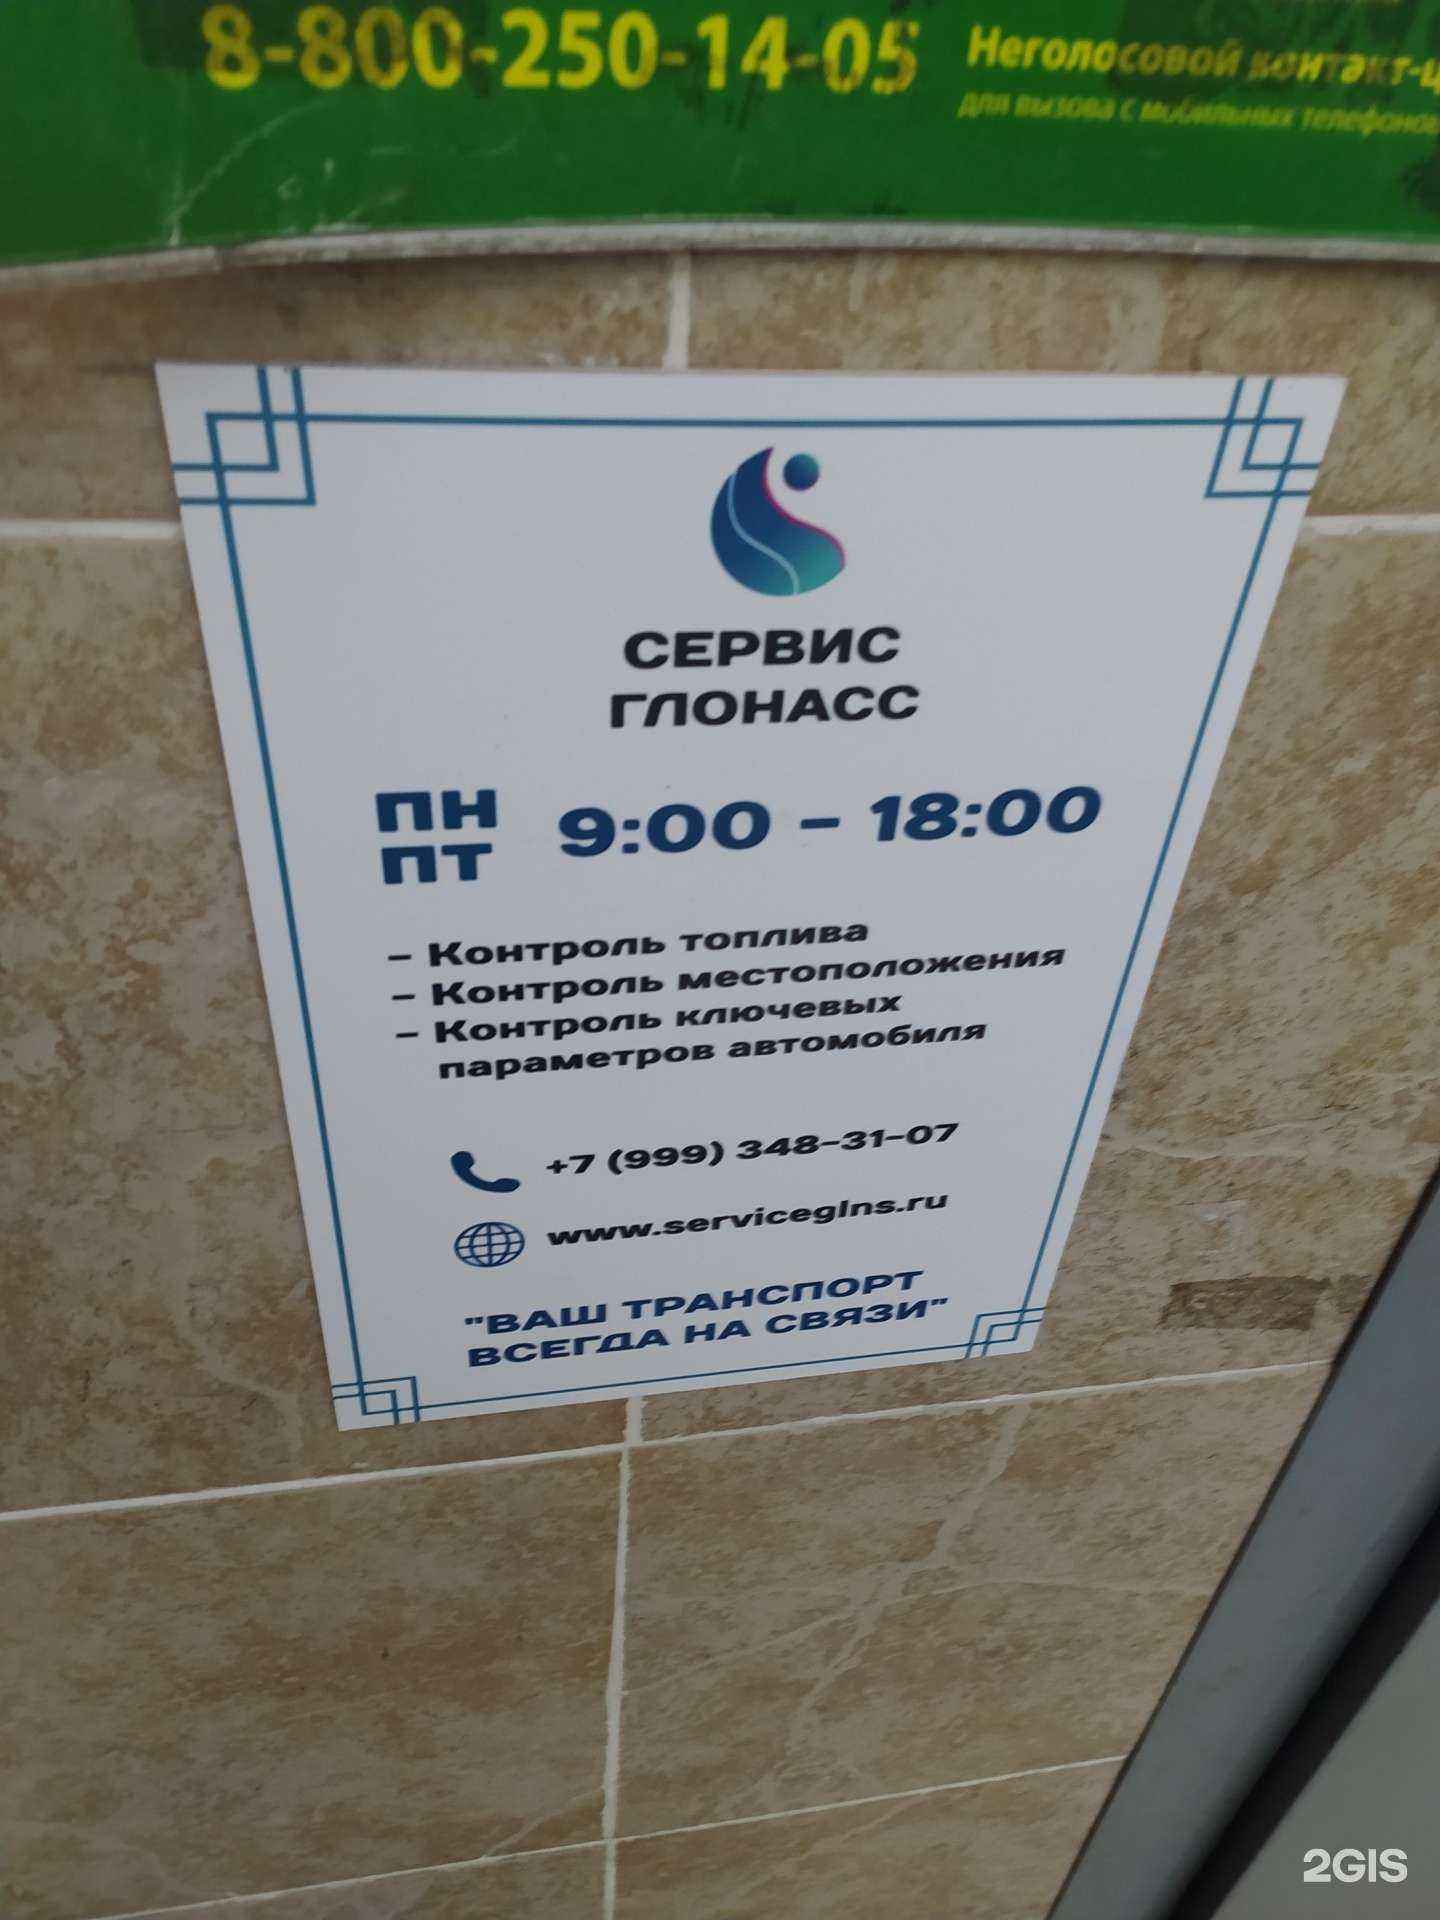 8-800-250-14-05
Неголосовой контакт-ц
для вызова с мобильных телефонов
СЕРВИС
ГЛОНАСС
ПН
ПТ
9:00 – 18:00
– Контроль топлива
– Контроль местоположения
– Контроль ключевых
параметров автомобиля
+7 (999) 348-31-07
www.serviceglns.ru
"ВАШ ТРАНСПОРТ
ВСЕГДА НА СВЯЗИ"
2GIS